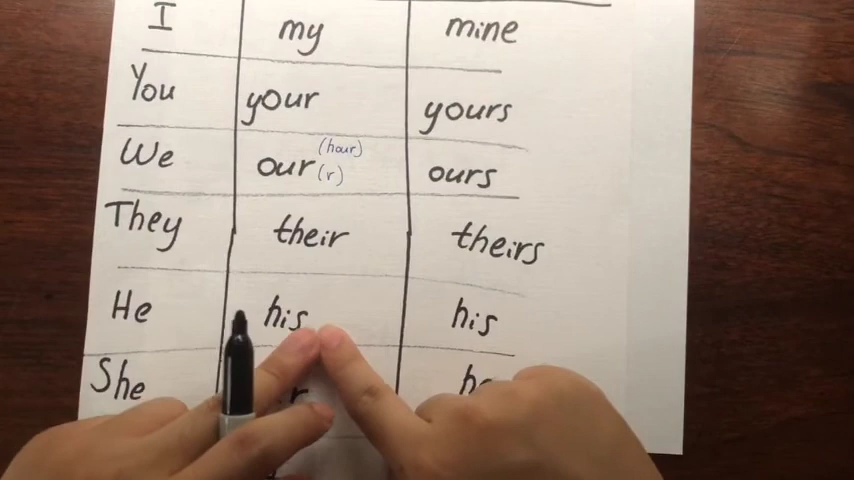 I my mine
You your yours
We our (hour) (r) ours
They their theirs
He his his
She